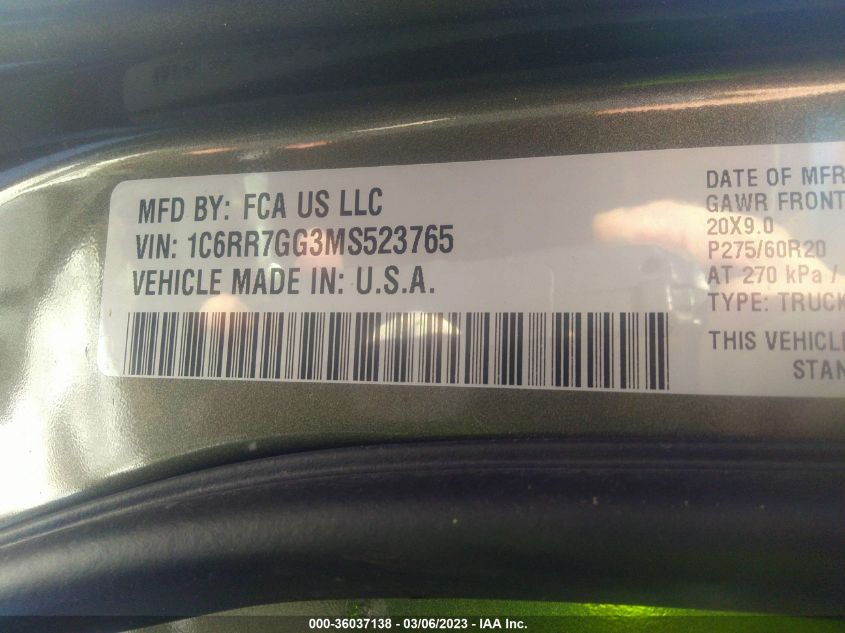 MFD BY: FCA US LLC
VIN: 1C6RR7GG3MS523765
VEHICLE MADE IN: U.S.A.
DATE OF MFR
GAWR FRONT
20X9.0
P275/60R20
AT 270 kPa /
TYPE: TRUCK
THIS VEHICLE
STAN
000-36037138 - 03/06/2023 - IAA Inc.